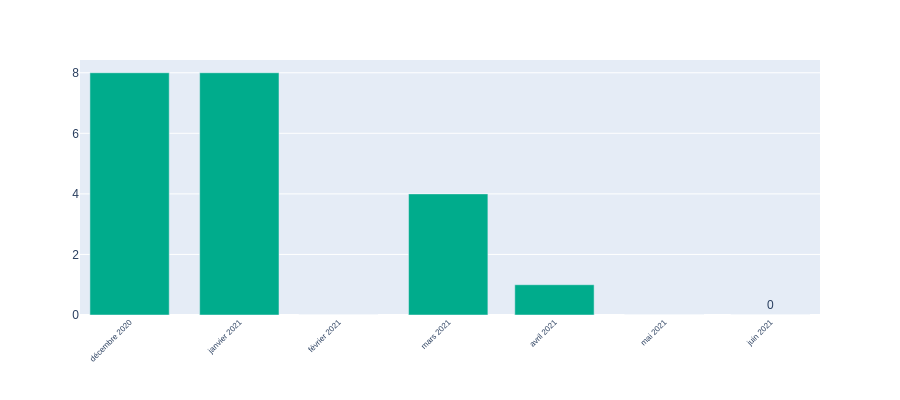 8
6
4
2
0
0
décembre 2020
janvier 2021
février 2021
mars 2021
avril 2021
mai 2021
juin 2021